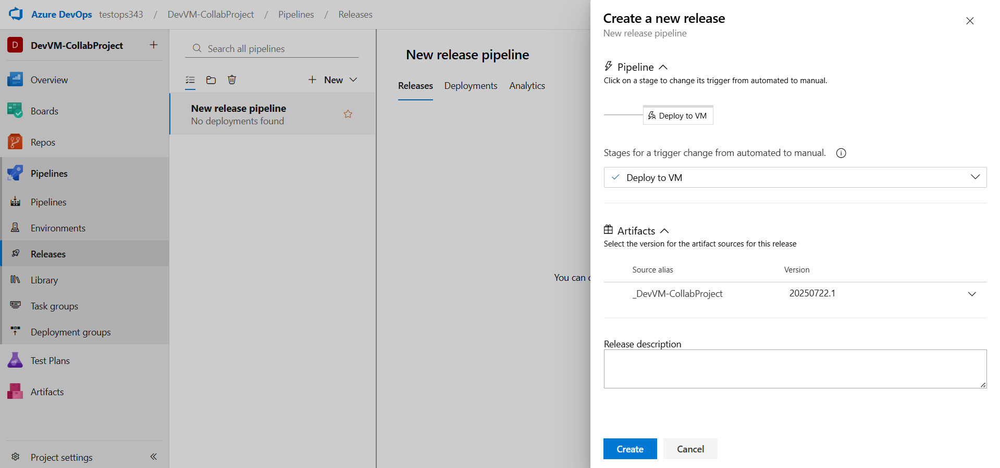 Azure DevOps testops343 / DevVM-CollabProject / Pipelines / Releases
D DevVM-CollabProject
Overview
Boards
Repos
Pipelines
Pipelines
Environments
Releases
Library
Task groups
Deployment groups
Test Plans
Artifacts
Project settings
Search all pipelines
New
New release pipeline
No deployments found
New release pipeline
Releases Deployments Analytics
You can
Create a new release
New release pipeline
Pipeline
Click on a stage to change its trigger from automated to manual.
Deploy to VM
Stages for a trigger change from automated to manual.
Deploy to VM
Artifacts
Select the version for the artifact sources for this release
Source alias Version
_DevVM-CollabProject 20250722.1
Release description
Create Cancel